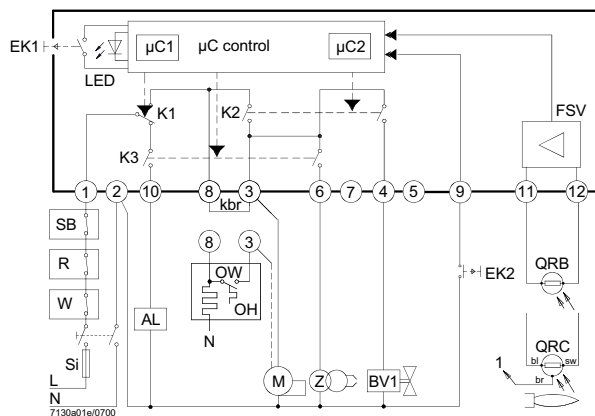 µC1
µC control
µC2
EK1
LED
FSV
K1
K2
K3
1
2
10
8
3
6
7
4
5
9
11
12
kbr
SB
R
W
Si
L
N
7130a01e/0700
AL
8
3
OW
OH
N
M
Z
BV1
EK2
QRB
QRC
1
bl
sw
br